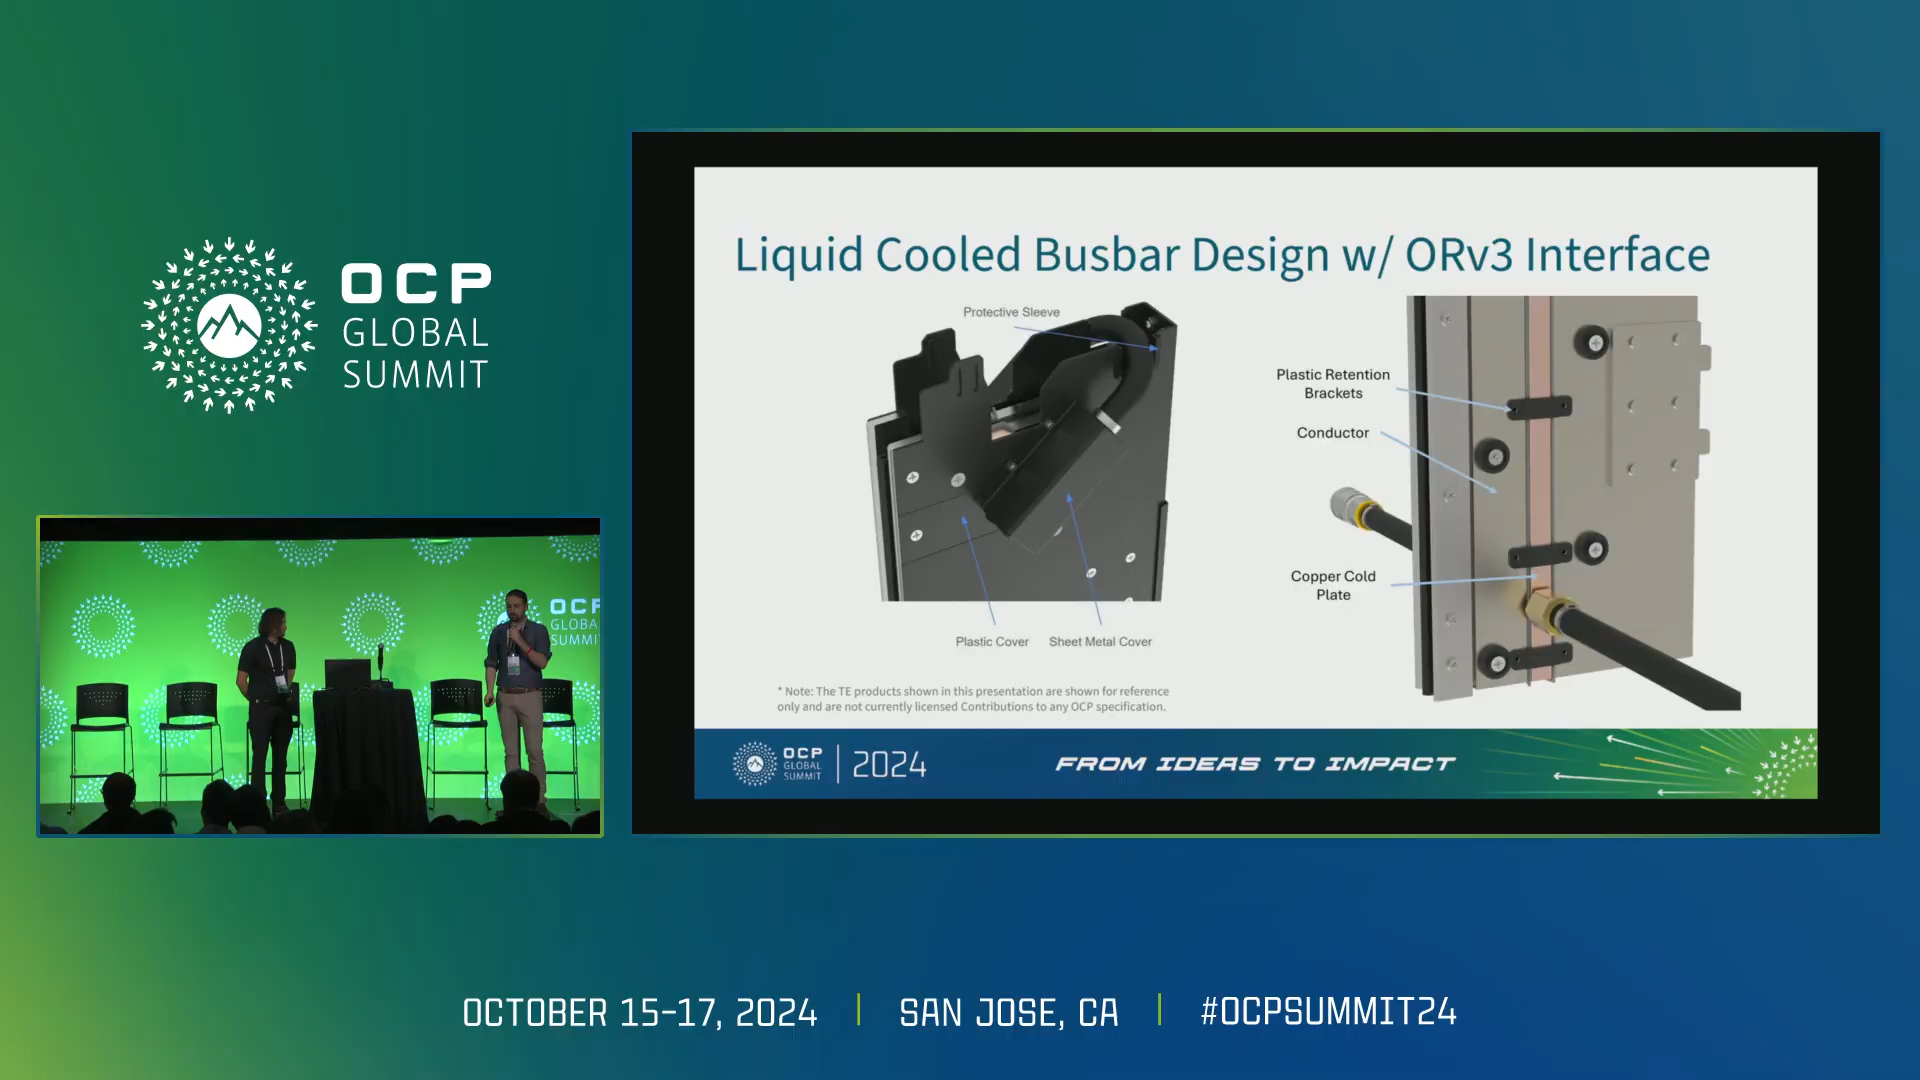 OCP
GLOBAL
SUMMIT
OCP
GLOBAL
SUMMIT
Liquid Cooled Busbar Design w/ ORv3 Interface
Protective Sleeve
Plastic Cover
Sheet Metal Cover
Plastic Retention
Brackets
Conductor
Copper Cold
Plate
* Note: The TE products shown in this presentation are shown for reference
only and are not currently licensed Contributions to any OCP specification.
OCP
GLOBAL
SUMMIT
2024
FROM IDEAS TO IMPACT
OCTOBER 15-17, 2024
SAN JOSE, CA
#OCPSUMMIT24